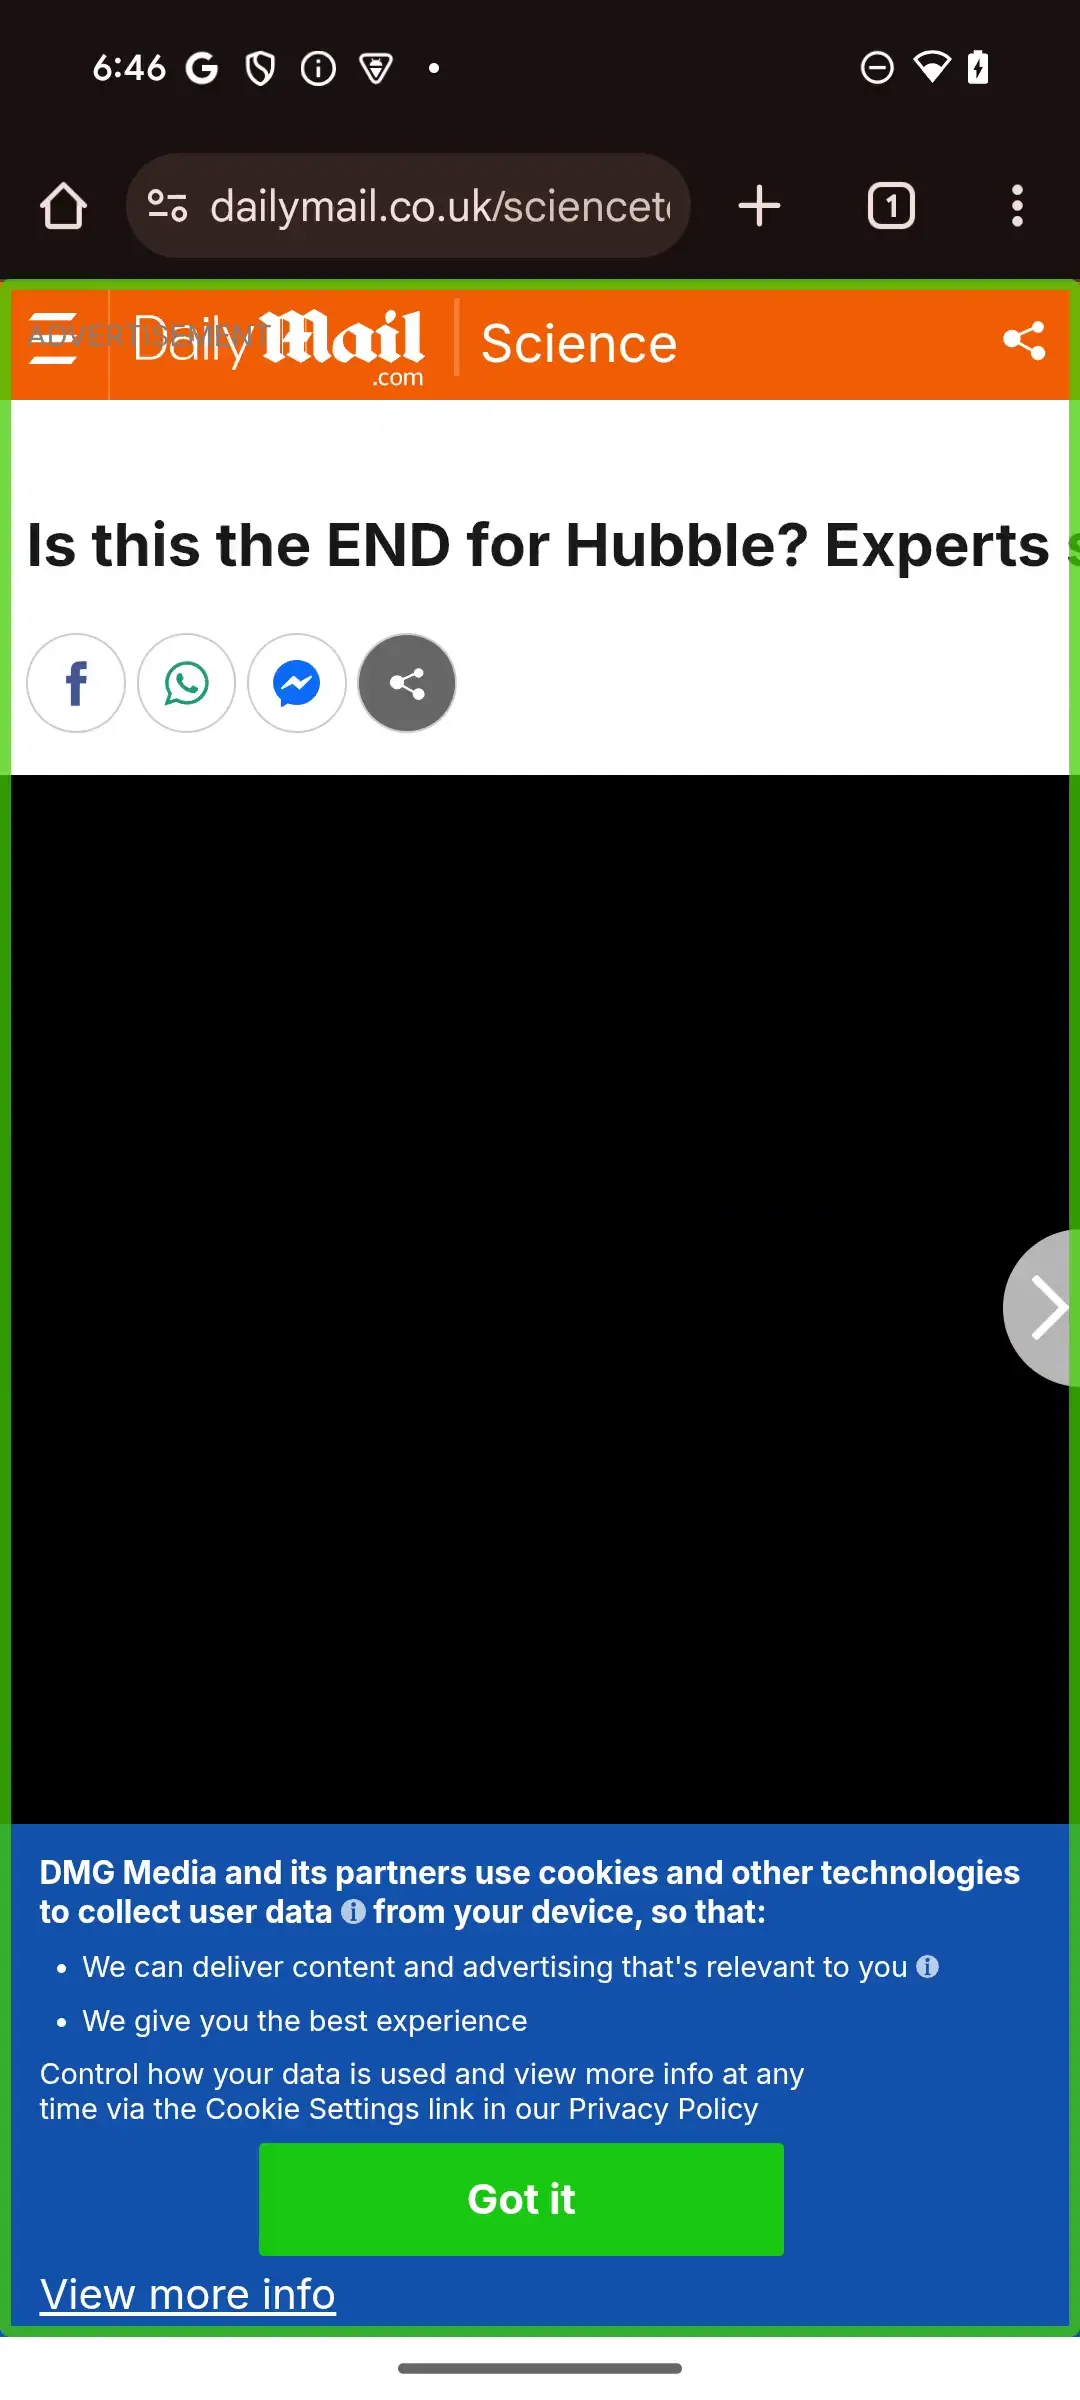 6:46
dailymail.co.uk/sciencet
1
ADVERTISEMENT
Daily Mail
.com
Science
Is this the END for Hubble? Experts
DMG Media and its partners use cookies and other technologies
to collect user data from your device, so that:
• We can deliver content and advertising that's relevant to you
• We give you the best experience
Control how your data is used and view more info at any
time via the Cookie Settings link in our Privacy Policy
Got it
View more info